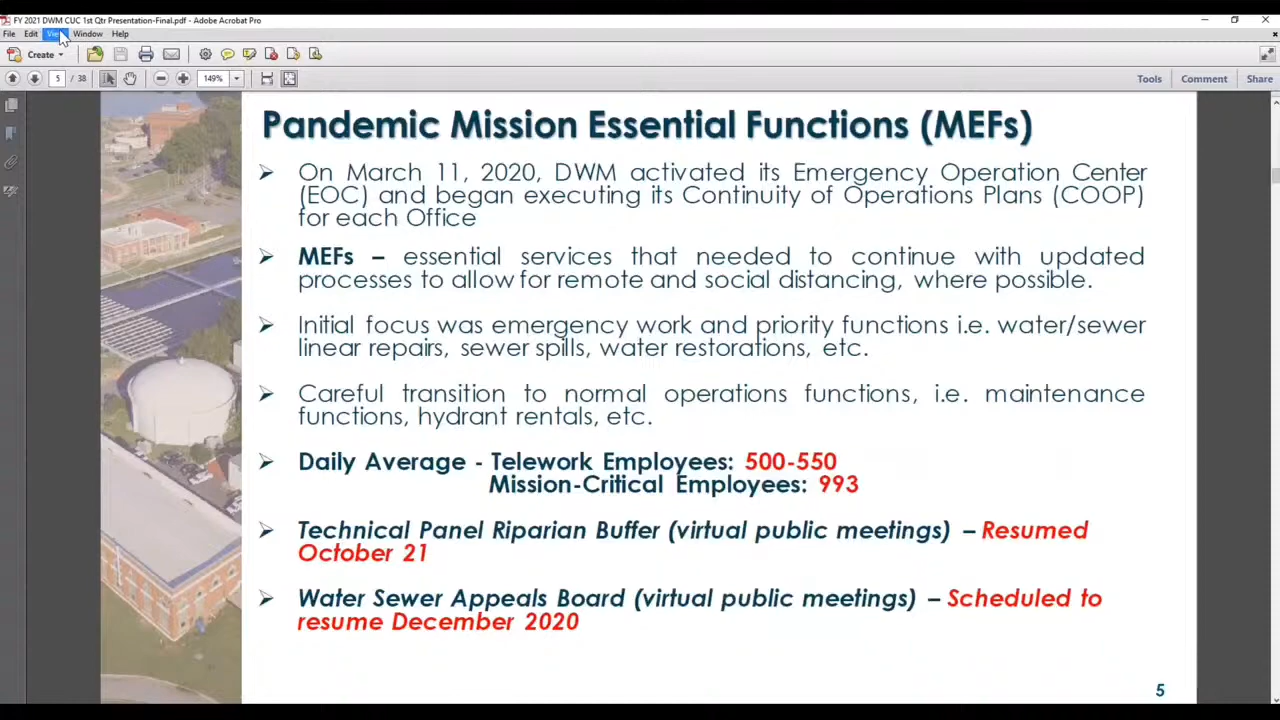 FY 2021 DWM CUC 1st Qtr Presentation-Final.pdf - Adobe Acrobat Pro
File Edit View Window Help
Create
5 / 38 149% Tools Comment Share
Pandemic Mission Essential Functions (MEFs)
➢ On March 11, 2020, DWM activated its Emergency Operation Center
(EOC) and began executing its Continuity of Operations Plans (COOP)
for each Office
➢ MEFs – essential services that needed to continue with updated
processes to allow for remote and social distancing, where possible.
➢ Initial focus was emergency work and priority functions i.e. water/sewer
linear repairs, sewer spills, water restorations, etc.
➢ Careful transition to normal operations functions, i.e. maintenance
functions, hydrant rentals, etc.
➢ Daily Average - Telework Employees: 500-550
Mission-Critical Employees: 993
➢ Technical Panel Riparian Buffer (virtual public meetings) – Resumed
October 21
➢ Water Sewer Appeals Board (virtual public meetings) – Scheduled to
resume December 2020
5